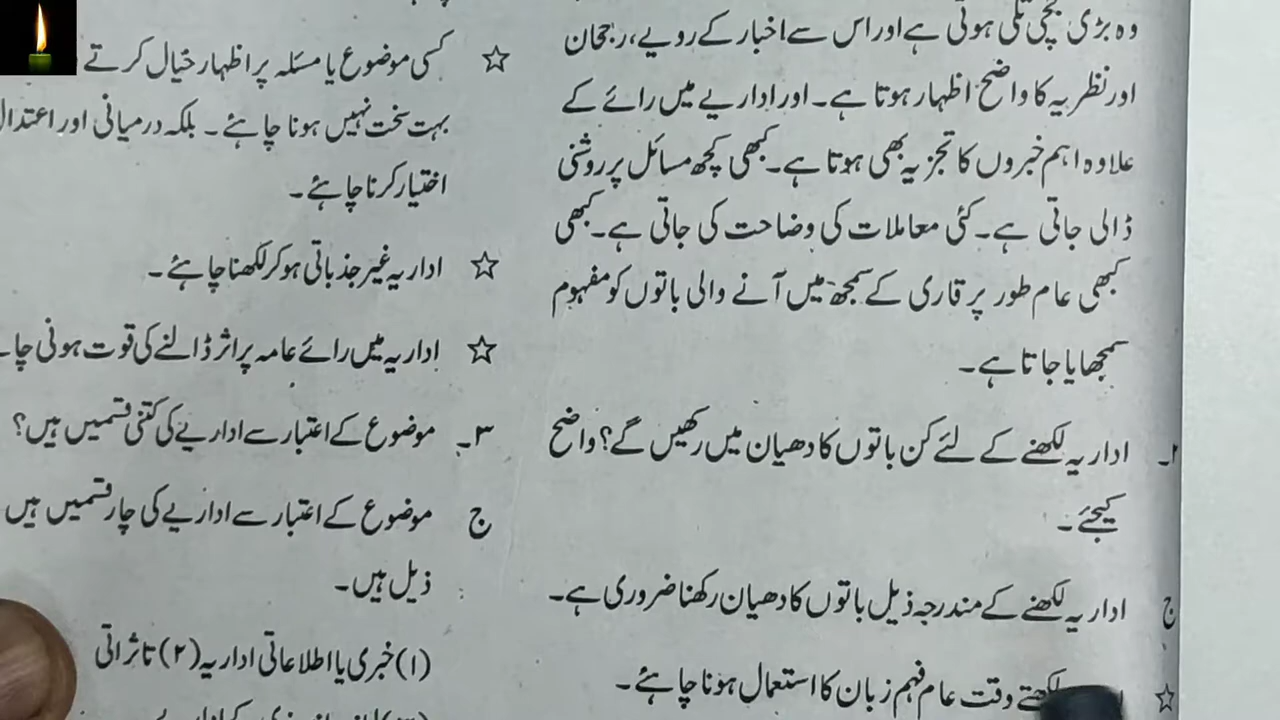 وہ بڑی جچی تلی ہوتی ہے اور اس سے اخبار کے رویے، رجحان
اور نظریہ کا واضح اظہار ہوتا ہے۔ اور اداریے میں رائے کے
علاوہ اہم خبروں کا تجزیہ بھی ہوتا ہے۔ کبھی کچھ مسائل پر روشنی
ڈالی جاتی ہے۔ کئی معاملات کی وضاحت کی جاتی ہے۔ کبھی
کبھی عام طور پر قاری کے سمجھ میں آنے والی باتوں کو مفہوم
سمجھایا جاتا ہے۔
۲۔ اداریہ لکھنے کے لئے کن باتوں کا دھیان میں رکھیں گے؟ واضح
کیجئے۔
ج اداریہ لکھنے کے مندرجہ ذیل باتوں کا دھیان رکھنا ضروری ہے۔
☆ لکھتے وقت عام فہم زبان کا استعمال ہونا چاہئے۔
☆ کسی موضوع یا مسئلہ پر اظہار خیال کرتے
بہت سخت نہیں ہونا چاہئے۔ بلکہ درمیانی اور اعتدال
اختیار کرنا چاہئے۔
☆ اداریہ غیر جذباتی ہو کر لکھنا چاہئے۔
☆ اداریہ میں رائے عامہ پر اثر ڈالنے کی قوت ہونی چا
۳۔ موضوع کے اعتبار سے اداریے کی کتنی قسمیں ہیں؟
ج موضوع کے اعتبار سے اداریے کی چار قسمیں ہیں
ذیل ہیں۔
(۱) خبری یا اطلاعاتی اداریہ (۲) تاثراتی